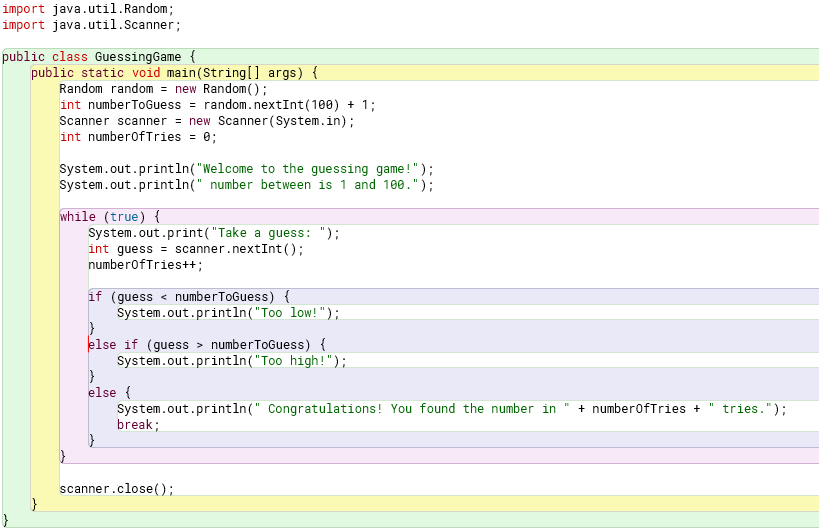 import java.util.Random;
import java.util.Scanner;

public class GuessingGame {
    public static void main(String[] args) {
        Random random = new Random();
        int numberToGuess = random.nextInt(100) + 1;
        Scanner scanner = new Scanner(System.in);
        int numberOfTries = 0;

        System.out.println("Welcome to the guessing game!");
        System.out.println(" number between is 1 and 100.");

        while (true) {
            System.out.print("Take a guess: ");
            int guess = scanner.nextInt();
            numberOfTries++;

            if (guess < numberToGuess) {
                System.out.println("Too low!");
            }
            else if (guess > numberToGuess) {
                System.out.println("Too high!");
            }
            else {
                System.out.println(" Congratulations! You found the number in " + numberOfTries + " tries.");
                break;
            }
        }

        scanner.close();
    }
}